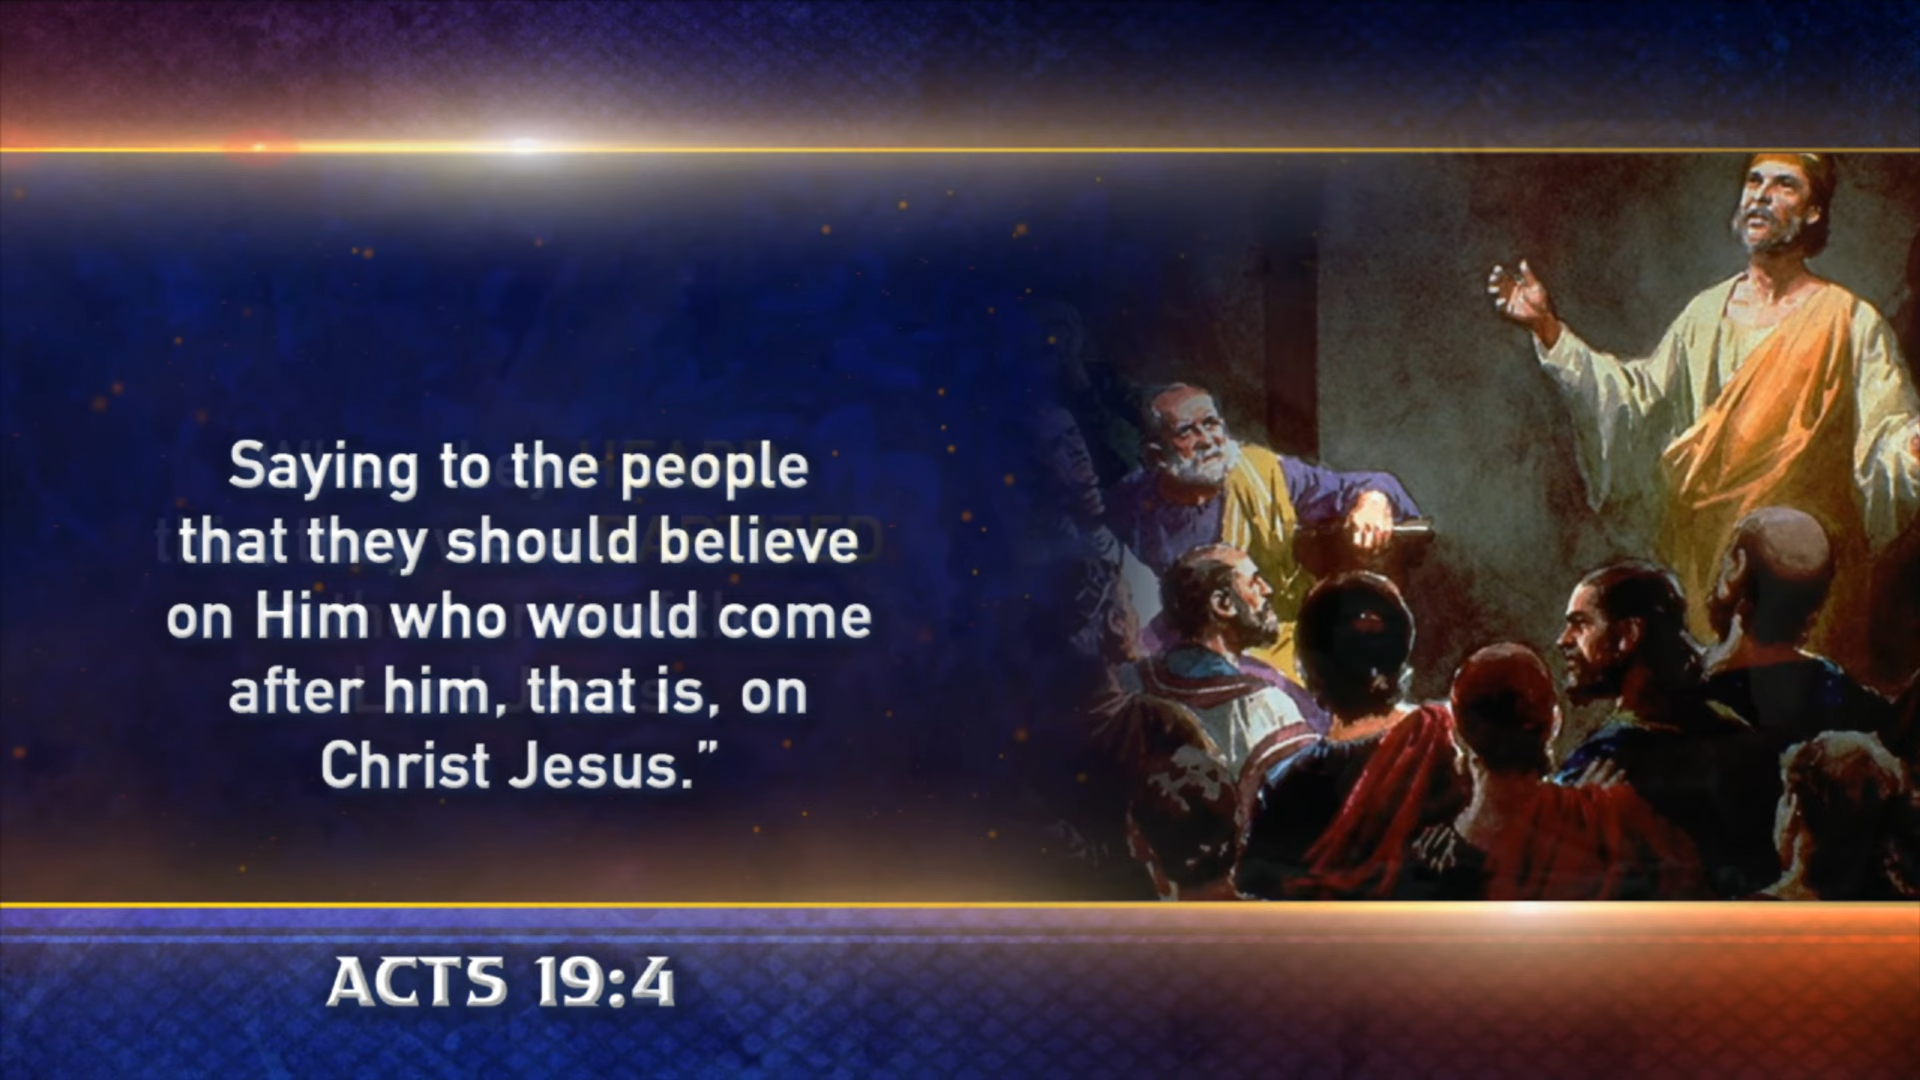 Saying to the people
that they should believe
on Him who would come
after him, that is, on
Christ Jesus.”
ACTS 19:4